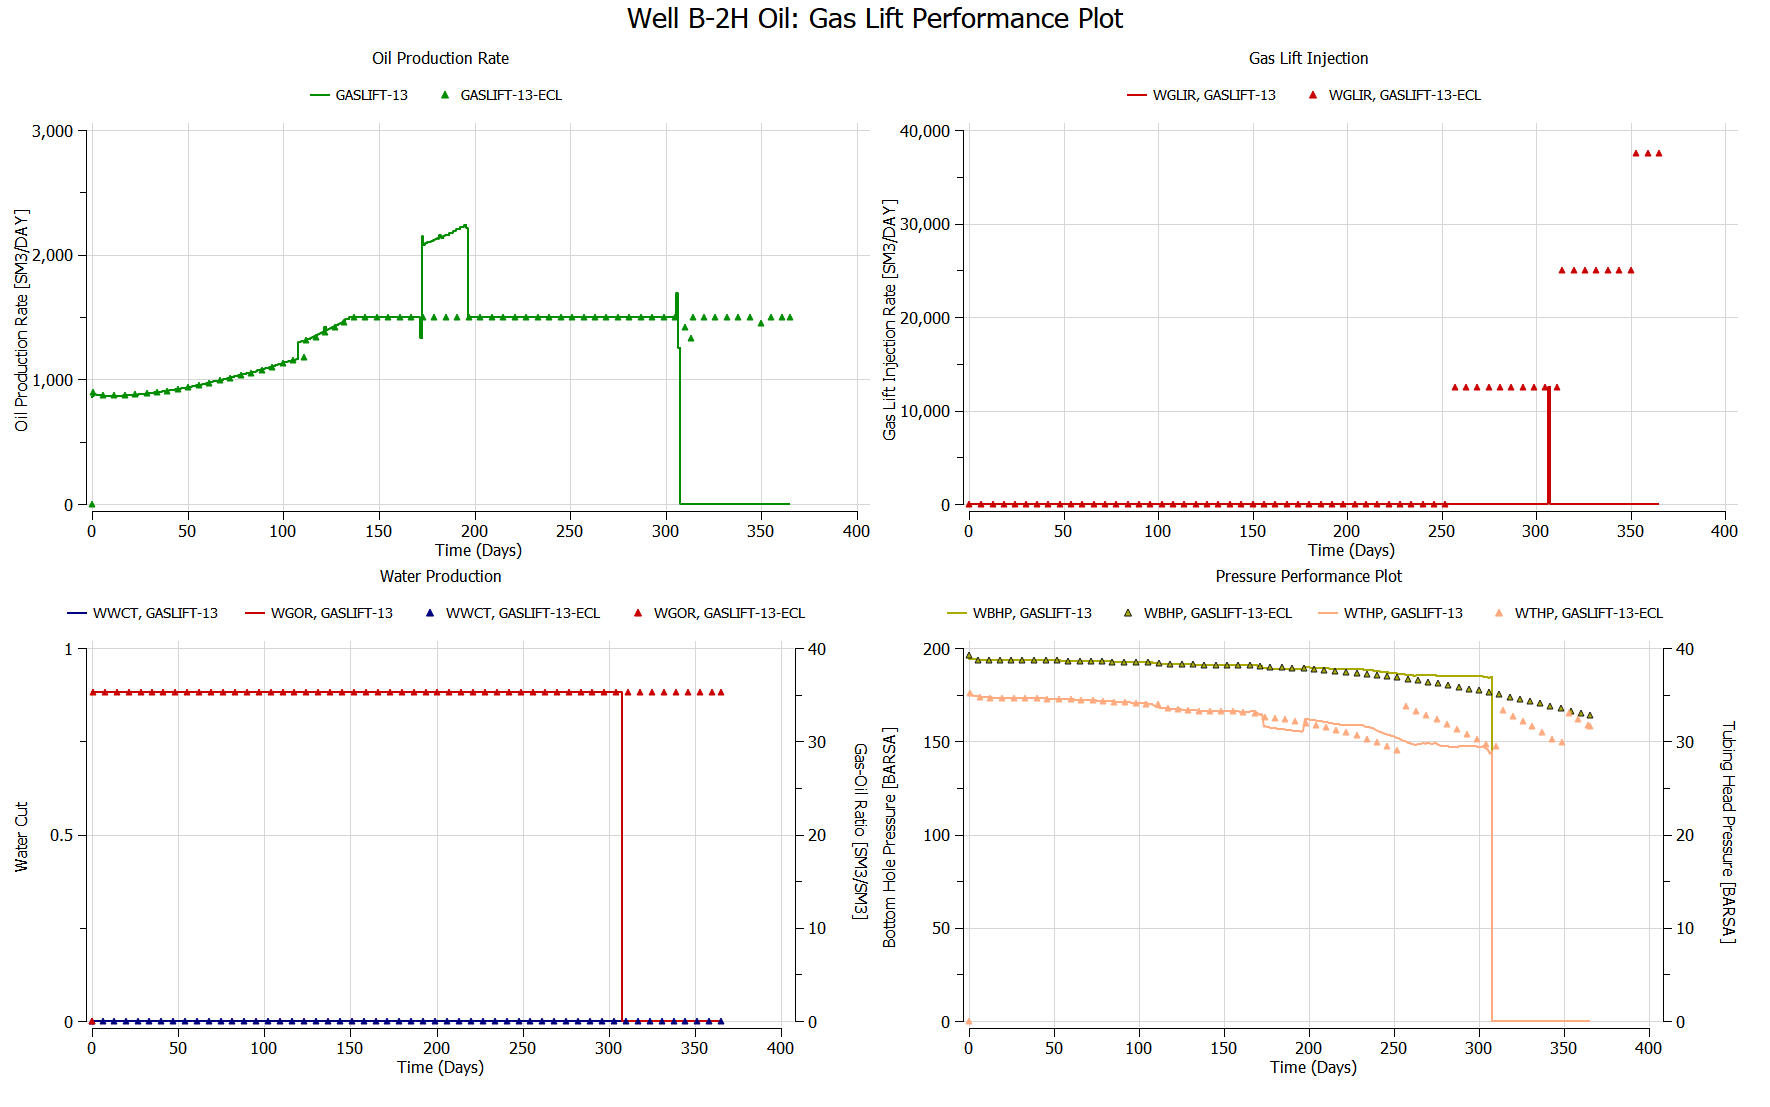 Well B-2H Oil: Gas Lift Performance Plot
Oil Production Rate
GASLIFT-13
GASLIFT-13-ECL
3,000
2,000
1,000
0
Oil Production Rate [SM3/DAY]
0 50 100 150 200 250 300 350 400
Time (Days)
Gas Lift Injection
WGLIR, GASLIFT-13
WGLIR, GASLIFT-13-ECL
40,000
30,000
20,000
10,000
0
Gas Lift Injection Rate [SM3/DAY]
0 50 100 150 200 250 300 350 400
Time (Days)
Water Production
WWCT, GASLIFT-13
WGOR, GASLIFT-13
WWCT, GASLIFT-13-ECL
WGOR, GASLIFT-13-ECL
1
0.5
0
Water Cut
40
30
20
10
0
Gas-Oil Ratio [SM3/SM3]
0 50 100 150 200 250 300 350 400
Time (Days)
Pressure Performance Plot
WBHP, GASLIFT-13
WBHP, GASLIFT-13-ECL
WTHP, GASLIFT-13
WTHP, GASLIFT-13-ECL
200
150
100
50
0
Bottom Hole Pressure [BARSA]
40
30
20
10
0
Tubing Head Pressure [BARSA]
0 50 100 150 200 250 300 350 400
Time (Days)